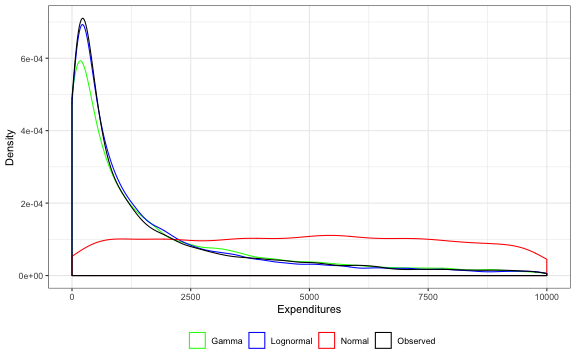 6e-04
4e-04
2e-04
0e+00
Density
0 2500 5000 7500 10000
Expenditures
Gamma Lognormal Normal Observed